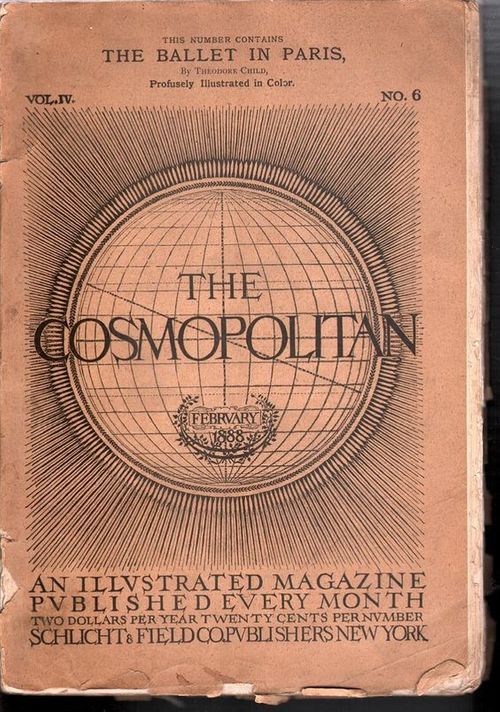 THIS NUMBER CONTAINS
THE BALLET IN PARIS,
BY THEODORE CHILD,
Profusely Illustrated in Color.
VOL. IV. NO. 6
THE
COSMOPOLITAN
FEBRVARY
1888
AN ILLVSTRATED MAGAZINE
PVBLISHED EVERY MONTH
TWO DOLLARS PER YEAR TWENTY CENTS PER NVMBER
SCHLICHT & FIELD CO. PVBLISHERS NEW YORK